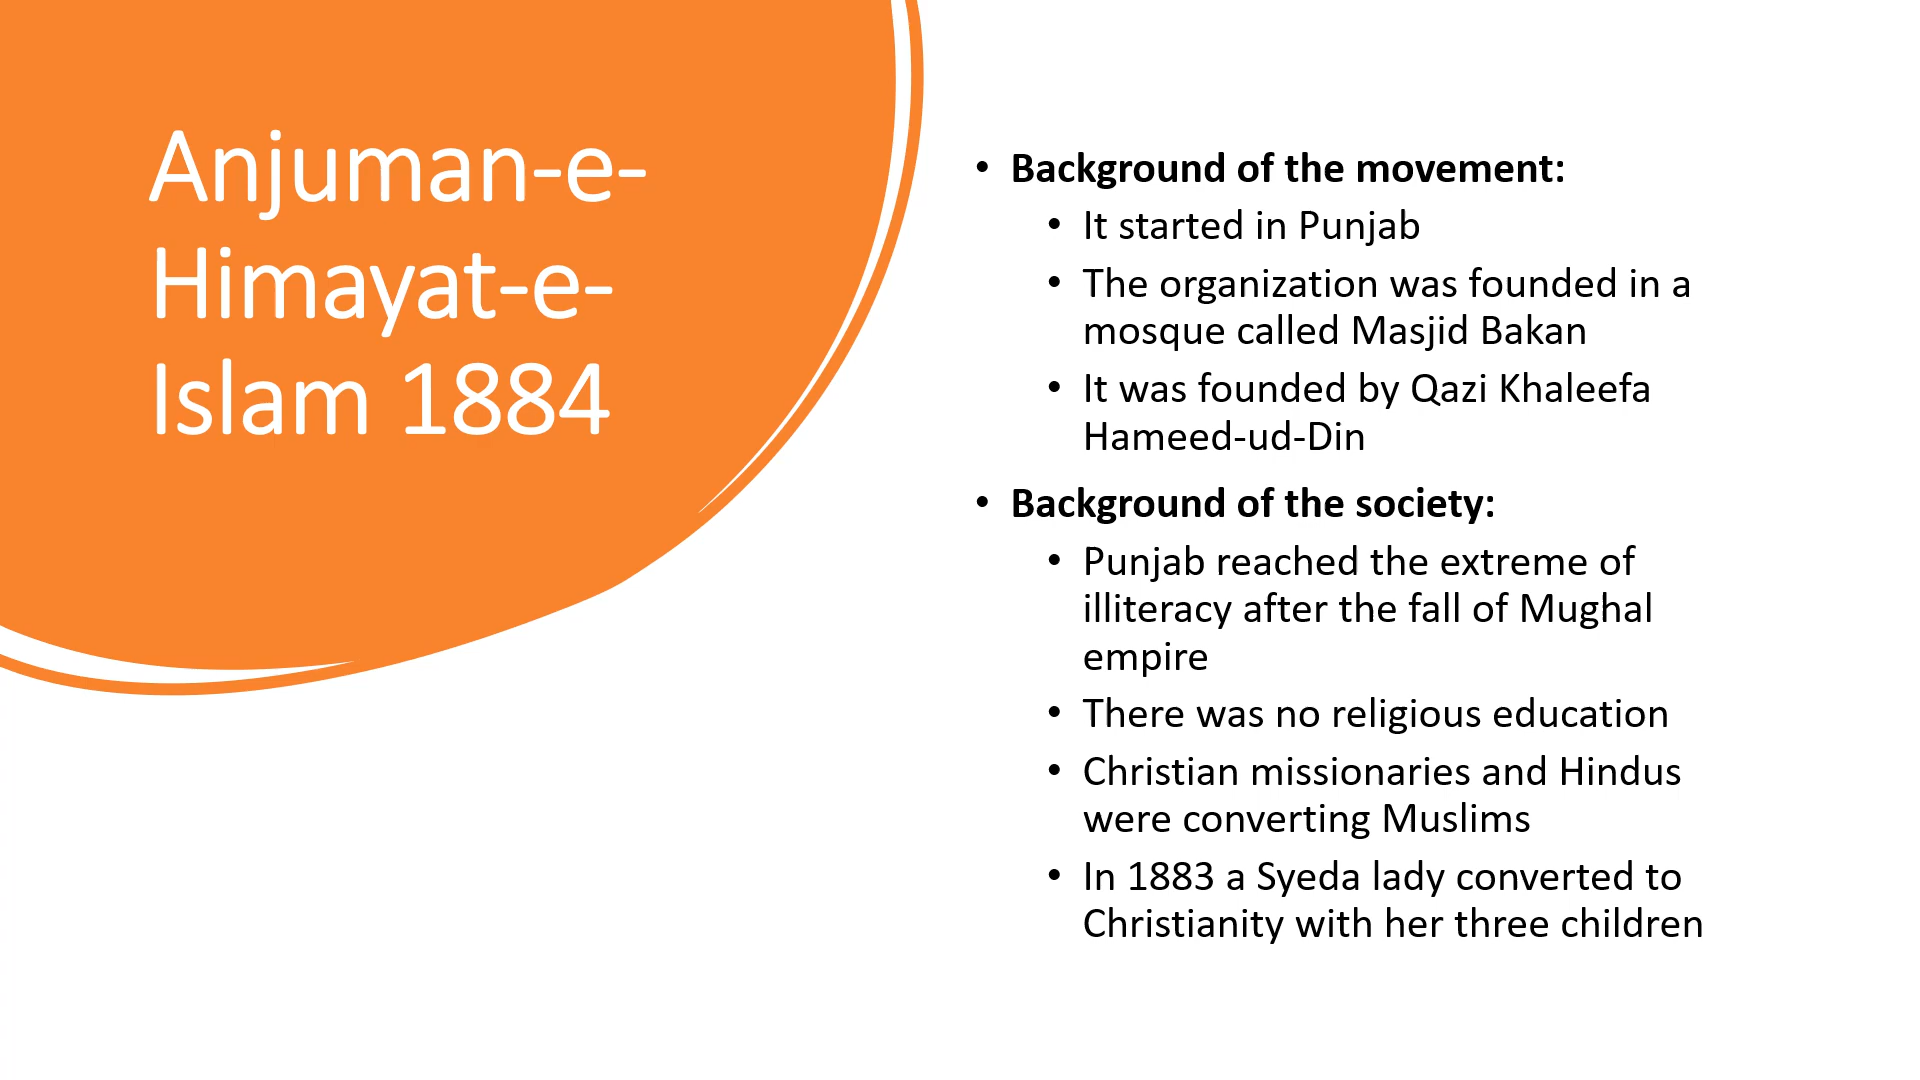 Anjuman-e-
Himayat-e-
Islam 1884
• Background of the movement:
• It started in Punjab
• The organization was founded in a
mosque called Masjid Bakan
• It was founded by Qazi Khaleefa
Hameed-ud-Din
• Background of the society:
• Punjab reached the extreme of
illiteracy after the fall of Mughal
empire
• There was no religious education
• Christian missionaries and Hindus
were converting Muslims
• In 1883 a Syeda lady converted to
Christianity with her three children